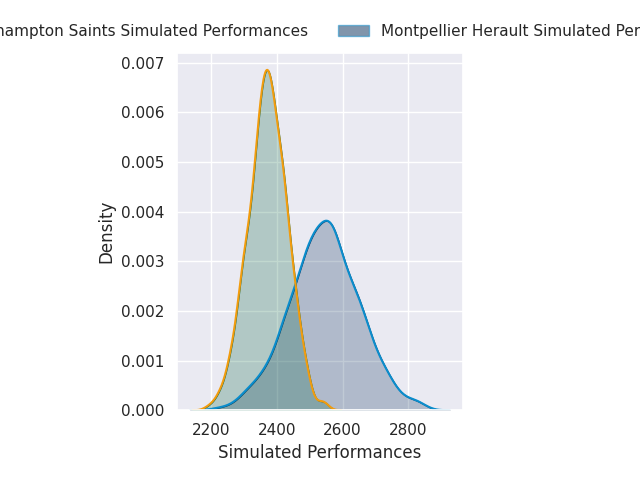 hampton Saints Simulated Performances
Montpellier Herault Simulated Per
0.007
0.006
0.005
0.004
0.003
0.002
0.001
0.000
Density
2200 2400 2600 2800
Simulated Performances